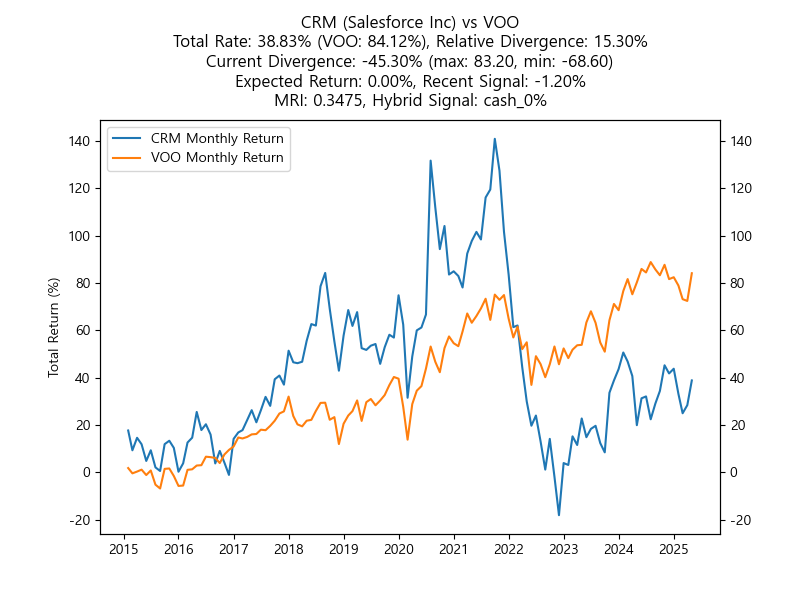 CRM (Salesforce Inc) vs VOO
Total Rate: 38.83% (VOO: 84.12%), Relative Divergence: 15.30%
Current Divergence: -45.30% (max: 83.20, min: -68.60)
Expected Return: 0.00%, Recent Signal: -1.20%
MRI: 0.3475, Hybrid Signal: cash_0%
CRM Monthly Return
VOO Monthly Return
Total Return (%)
140
120
100
80
60
40
20
0
-20
140
120
100
80
60
40
20
0
-20
2015 2016 2017 2018 2019 2020 2021 2022 2023 2024 2025